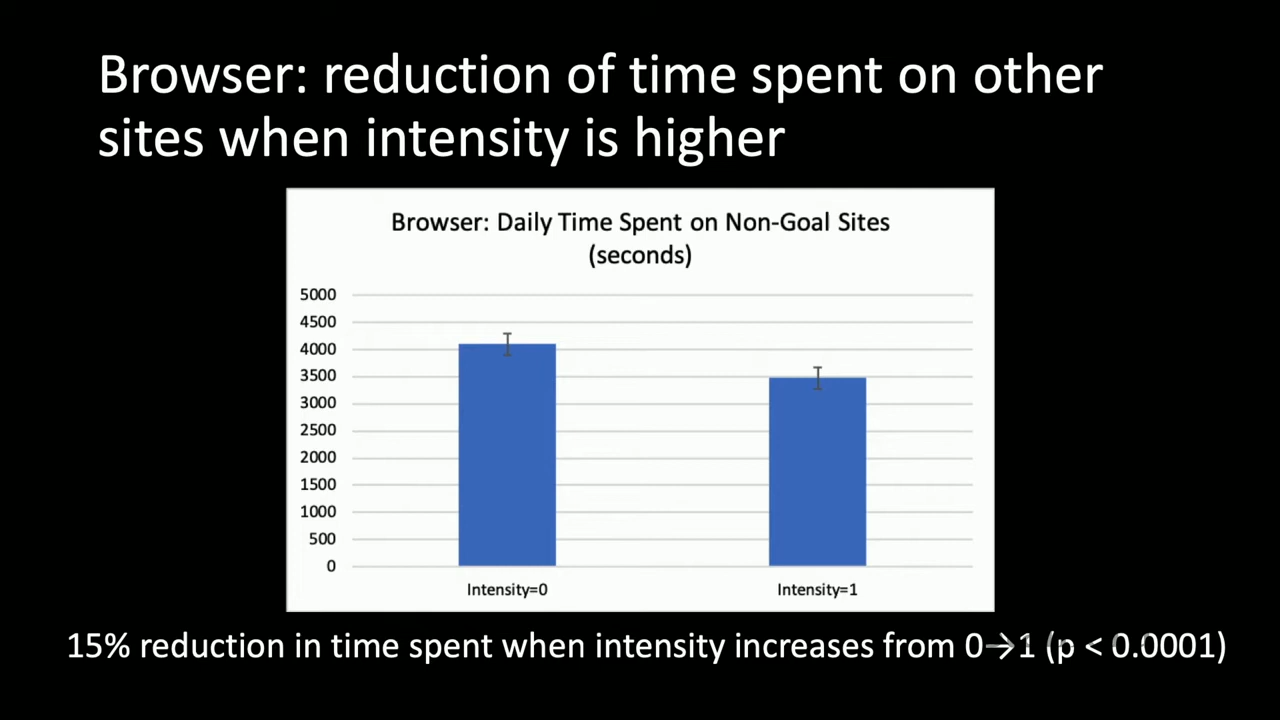 Browser: reduction of time spent on other
sites when intensity is higher
Browser: Daily Time Spent on Non-Goal Sites
(seconds)
5000
4500
4000
3500
3000
2500
2000
1500
1000
500
0
Intensity=0
Intensity=1
15% reduction in time spent when intensity increases from 0→1 (p < 0.0001)